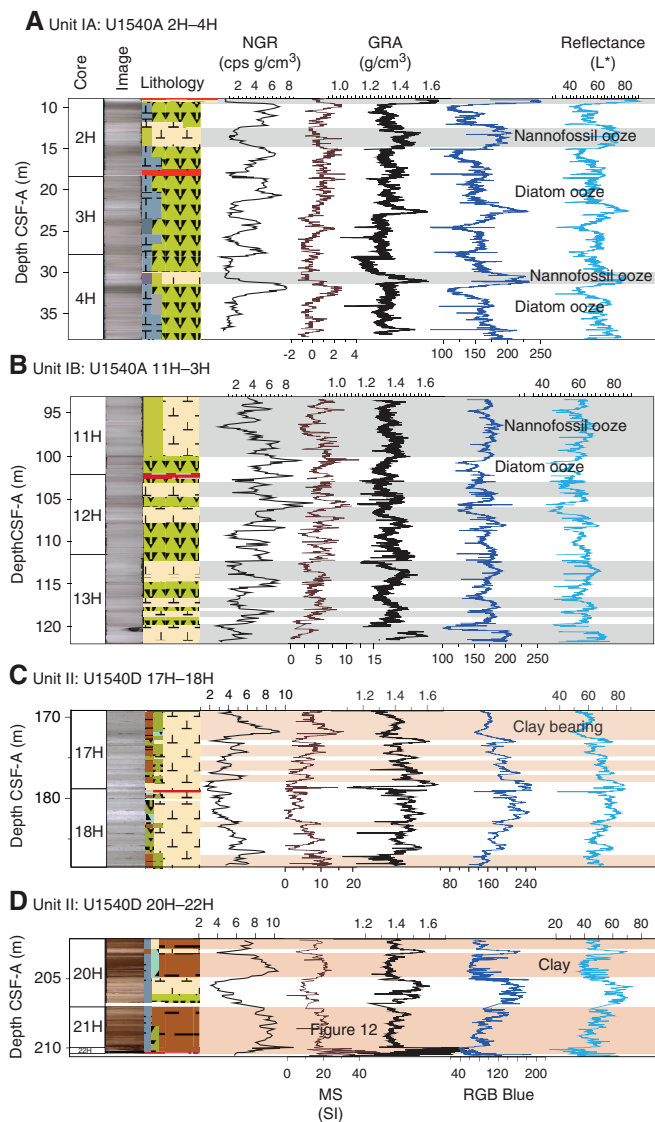 A Unit IA: U1540A 2H–4H
Core
Image
Lithology
NGR
(cps g/cm³)
GRA
(g/cm³)
Reflectance
(L*)
2 4 6 8
1.0
1.2 1.3 1.4 1.6
40 60 80
Depth CSF-A (m)
10
15
20
25
30
35
2H
3H
4H
Nannofossil ooze
Diatom ooze
Nannofossil ooze
Diatom ooze
-2 0 2 4
100 150 200 250
B Unit IB: U1540A 11H–3H
2 4 6 8
1.0
1.2 1.4 1.6
30 40 60 80
DepthCSF-A (m)
95
100
105
110
115
120
11H
12H
13H
Nannofossil ooze
Diatom ooze
0 5 10 15
100 150 200 250
C Unit II: U1540D 17H–18H
2 4 6 8 10
1.2 1.4 1.6
40 60 80
Depth CSF-A (m)
170
180
17H
18H
Clay bearing
0 10 20
80 160 240
D Unit II: U1540D 20H–22H
2 4 6 8 10
1.2 1.4 1.6
20 40 60 80
Depth CSF-A (m)
205
210
20H
21H
22H
Clay
Figure 12
0 20 40
40 120 200
MS
(SI)
RGB Blue